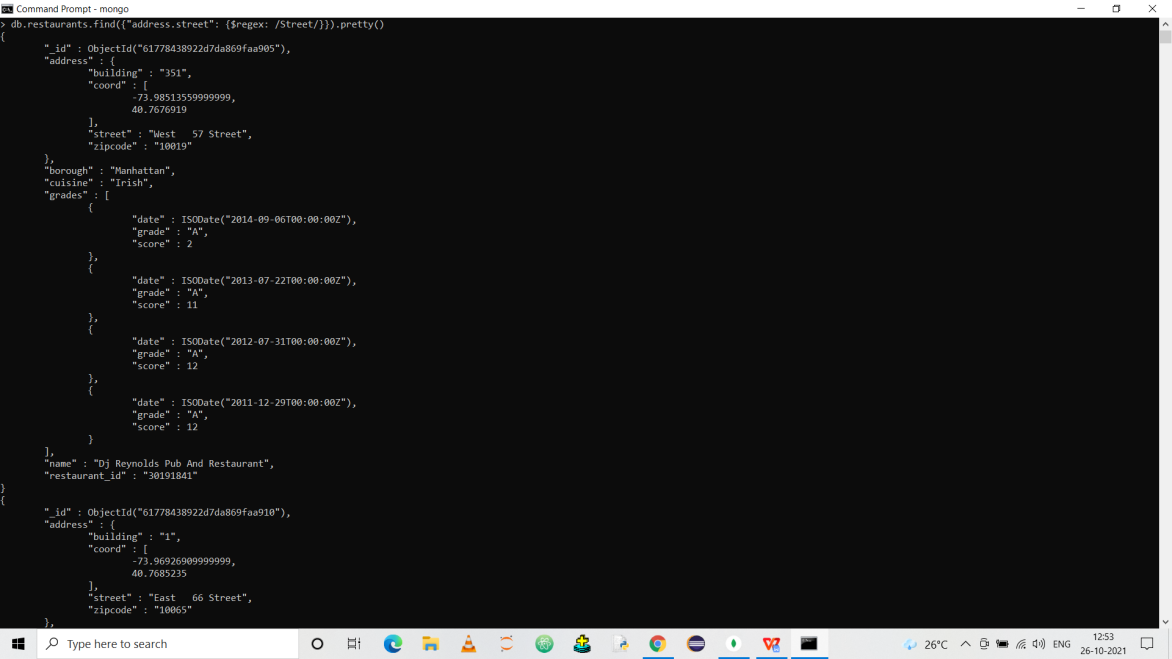 Command Prompt - mongo
> db.restaurants.find({"address.street": {$regex: /Street/}}).pretty()
{
"_id" : ObjectId("61778438922d7da869faa905"),
"address" : {
"building" : "351",
"coord" : [
-73.98513559999999,
40.7676919
],
"street" : "West   57 Street",
"zipcode" : "10019"
},
"borough" : "Manhattan",
"cuisine" : "Irish",
"grades" : [
{
"date" : ISODate("2014-09-06T00:00:00Z"),
"grade" : "A",
"score" : 2
},
{
"date" : ISODate("2013-07-22T00:00:00Z"),
"grade" : "A",
"score" : 11
},
{
"date" : ISODate("2012-07-31T00:00:00Z"),
"grade" : "A",
"score" : 12
},
{
"date" : ISODate("2011-12-29T00:00:00Z"),
"grade" : "A",
"score" : 12
}
],
"name" : "Dj Reynolds Pub And Restaurant",
"restaurant_id" : "30191841"
}
{
"_id" : ObjectId("61778438922d7da869faa910"),
"address" : {
"building" : "1",
"coord" : [
-73.96926909999999,
40.7685235
],
"street" : "East   66 Street",
"zipcode" : "10065"
},
Type here to search
26°C
ENG
12:53
26-10-2021